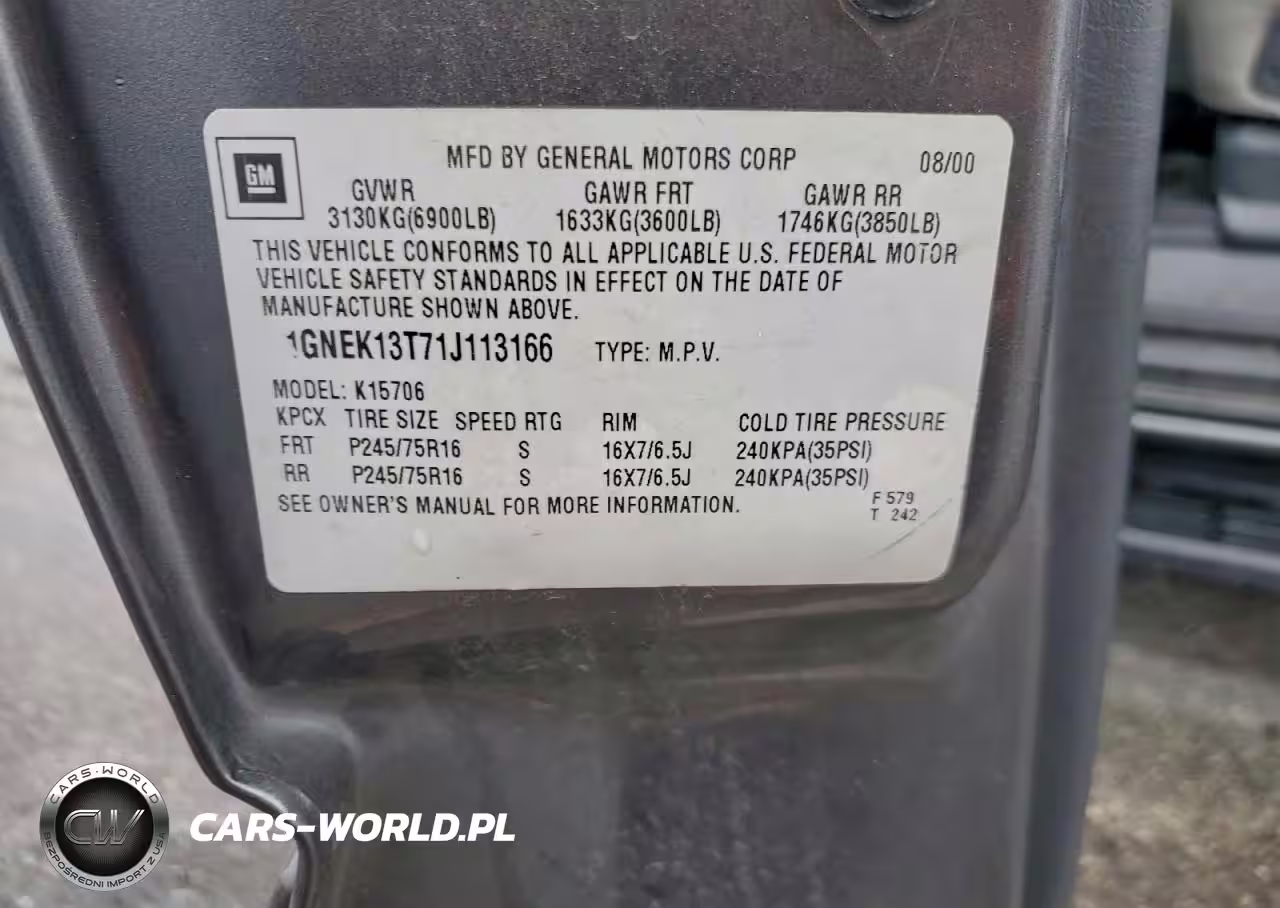 GM
MFD BY GENERAL MOTORS CORP 08/00
GVWR GAWR FRT GAWR RR
3130KG(6900LB) 1633KG(3600LB) 1746KG(3850LB)
THIS VEHICLE CONFORMS TO ALL APPLICABLE U.S. FEDERAL MOTOR
VEHICLE SAFETY STANDARDS IN EFFECT ON THE DATE OF
MANUFACTURE SHOWN ABOVE.
1GNEK13T71J113166 TYPE: M.P.V.
MODEL: K15706
KPCX TIRE SIZE SPEED RTG RIM COLD TIRE PRESSURE
FRT P245/75R16 S 16X7/6.5J 240KPA(35PSI)
RR P245/75R16 S 16X7/6.5J 240KPA(35PSI)
SEE OWNER'S MANUAL FOR MORE INFORMATION.
F 579
T 242
CARS-WORLD
CW
BEZPOŚREDNI IMPORT Z USA
CARS-WORLD.PL